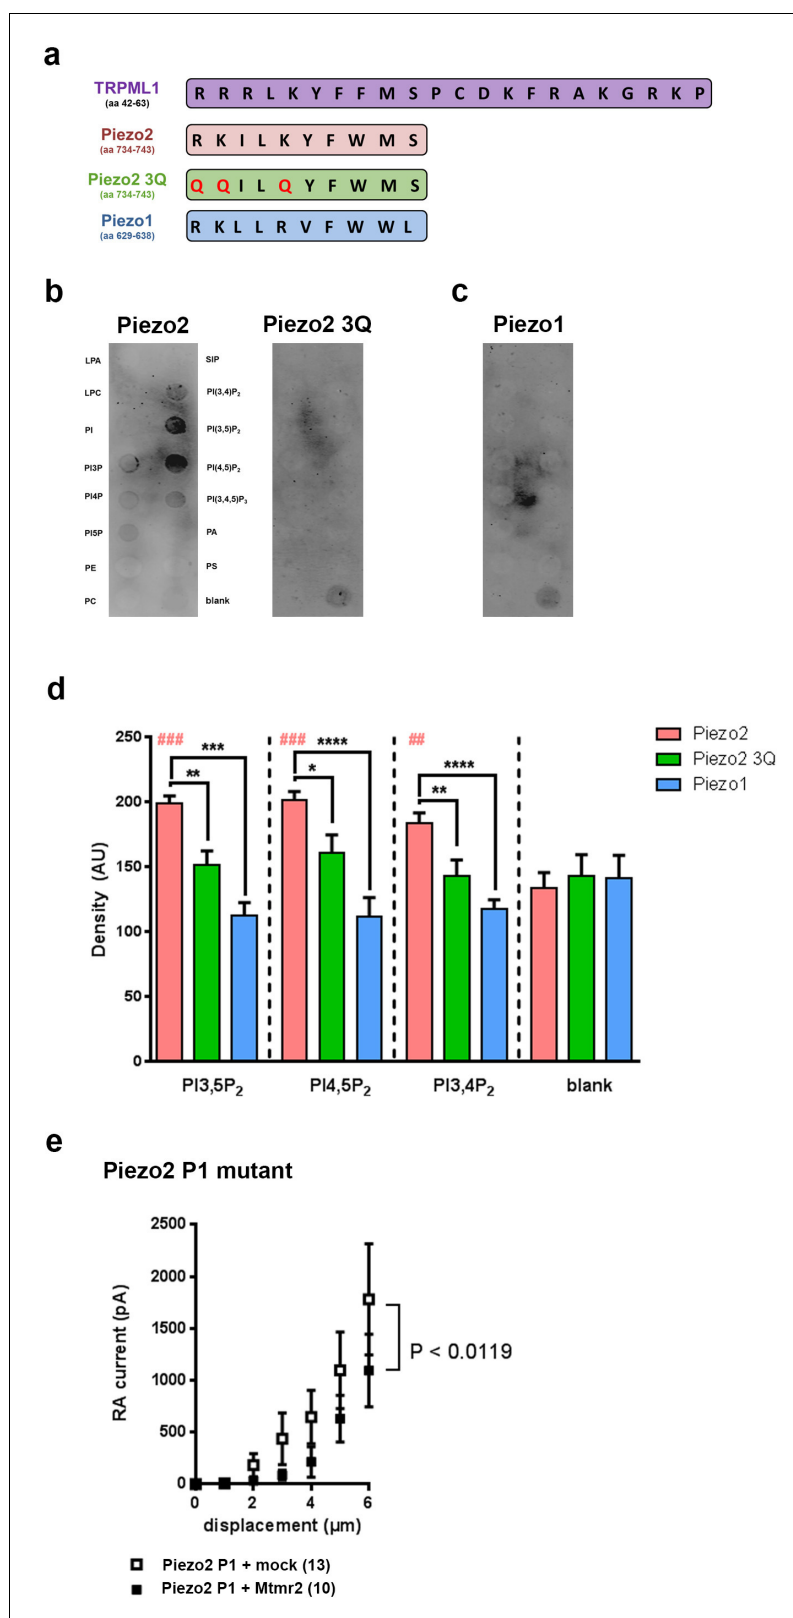 a
TRPML1
(aa 42-63)
R R R L K Y F F M S P C D K F R A K G R K P
Piezo2
(aa 734-743)
R K I L K Y F W M S
Piezo2 3Q
(aa 734-743)
Q Q I L Q Y F W M S
Piezo1
(aa 629-638)
R K L L R V F W W L
b
c
Piezo2
Piezo2 3Q
Piezo1
LPA
SIP
LPC
PI(3,4)P2
PI
PI(3,5)P2
PI3P
PI(4,5)P2
PI4P
PI(3,4,5)P3
PI5P
PA
PE
PS
PC
blank
d
Density (AU)
250
200
150
100
50
0
###
***
**
###
****
*
##
****
**
Piezo2
Piezo2 3Q
Piezo1
PI3,5P2
PI4,5P2
PI3,4P2
blank
e
Piezo2 P1 mutant
RA current (pA)
2500
2000
1500
1000
500
0
P < 0.0119
0 2 4 6
displacement (μm)
Piezo2 P1 + mock (13)
Piezo2 P1 + Mtmr2 (10)